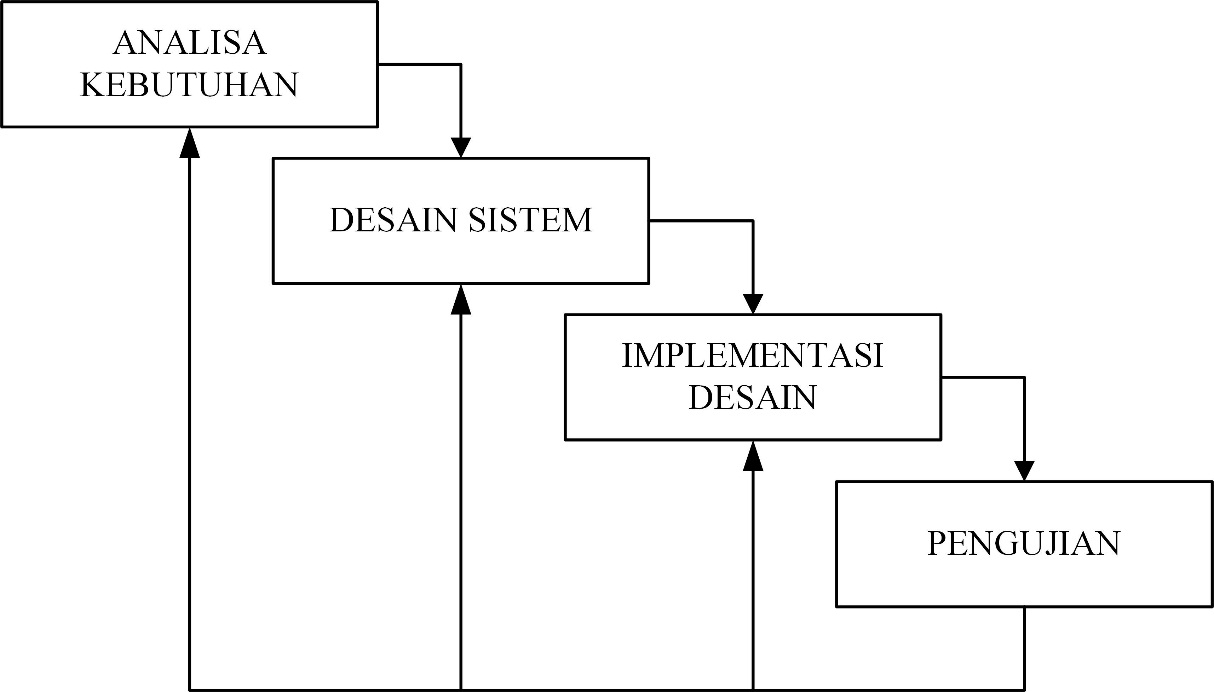 ANALISA
KEBUTUHAN
DESAIN SISTEM
IMPLEMENTASI
DESAIN
PENGUJIAN